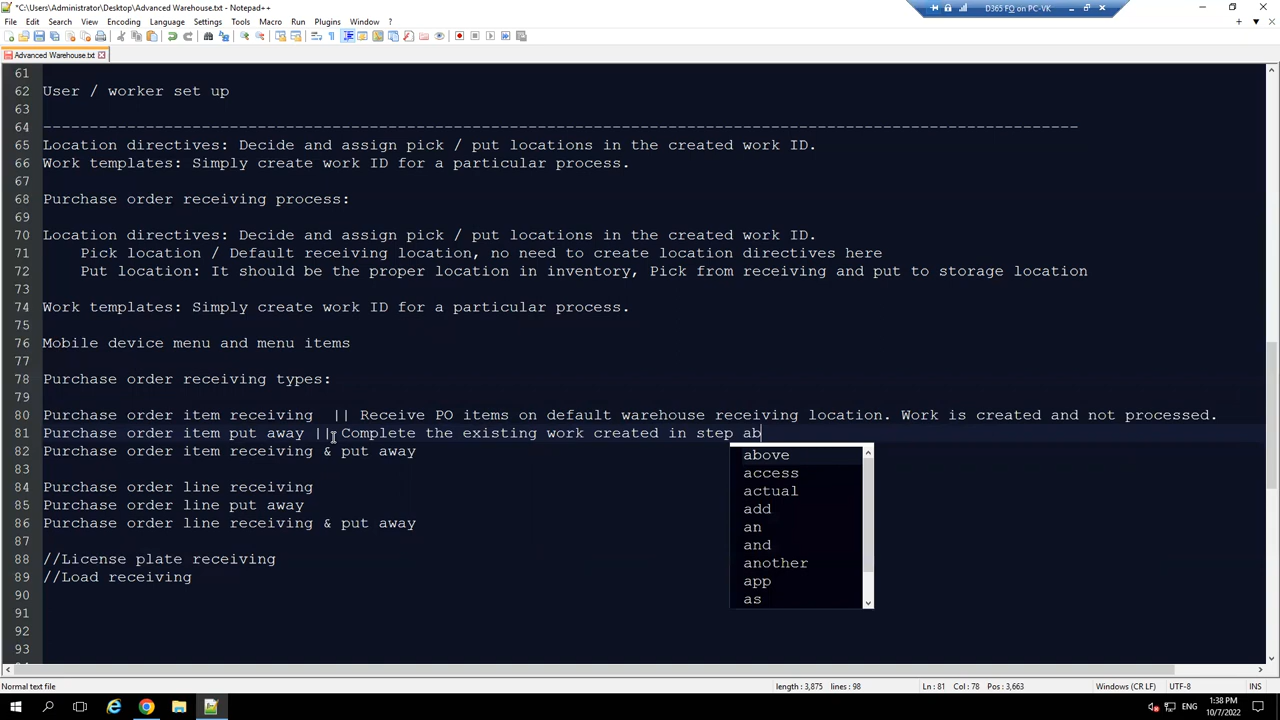 *C:\Users\Administrator\Desktop\Advanced Warehouse.txt - Notepad++
D365 FO on PC-VK
File Edit Search View Encoding Language Settings Tools Macro Run Plugins Window ?
Advanced Warehouse.txt
61
62 User / worker set up
63
64 --------------------------------------------------------------------------------------------------------------
65 Location directives: Decide and assign pick / put locations in the created work ID.
66 Work templates: Simply create work ID for a particular process.
67
68 Purchase order receiving process:
69
70 Location directives: Decide and assign pick / put locations in the created work ID.
71 Pick location / Default receiving location, no need to create location directives here
72 Put location: It should be the proper location in inventory, Pick from receiving and put to storage location
73
74 Work templates: Simply create work ID for a particular process.
75
76 Mobile device menu and menu items
77
78 Purchase order receiving types:
79
80 Purchase order item receiving || Receive PO items on default warehouse receiving location. Work is created and not processed.
81 Purchase order item put away || Complete the existing work created in step ab
82 Purchase order item receiving & put away
83
84 Purchase order line receiving
85 Purchase order line put away
86 Purchase order line receiving & put away
87
88 //License plate receiving
89 //Load receiving
90
91
92
93
above
access
actual
add
an
and
another
app
as
Normal text file length : 3,875 lines : 98 Ln : 81 Col : 78 Pos : 3,663 Windows (CR LF) UTF-8 INS
ENG
1:38 PM
10/7/2022